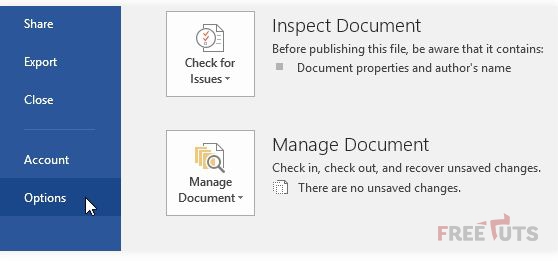 Share
Export
Close
Account
Options
Check for
Issues
Inspect Document
Before publishing this file, be aware that it contains:
Document properties and author's name
Manage
Document
Manage Document
Check in, check out, and recover unsaved changes.
There are no unsaved changes.
FREETUTS